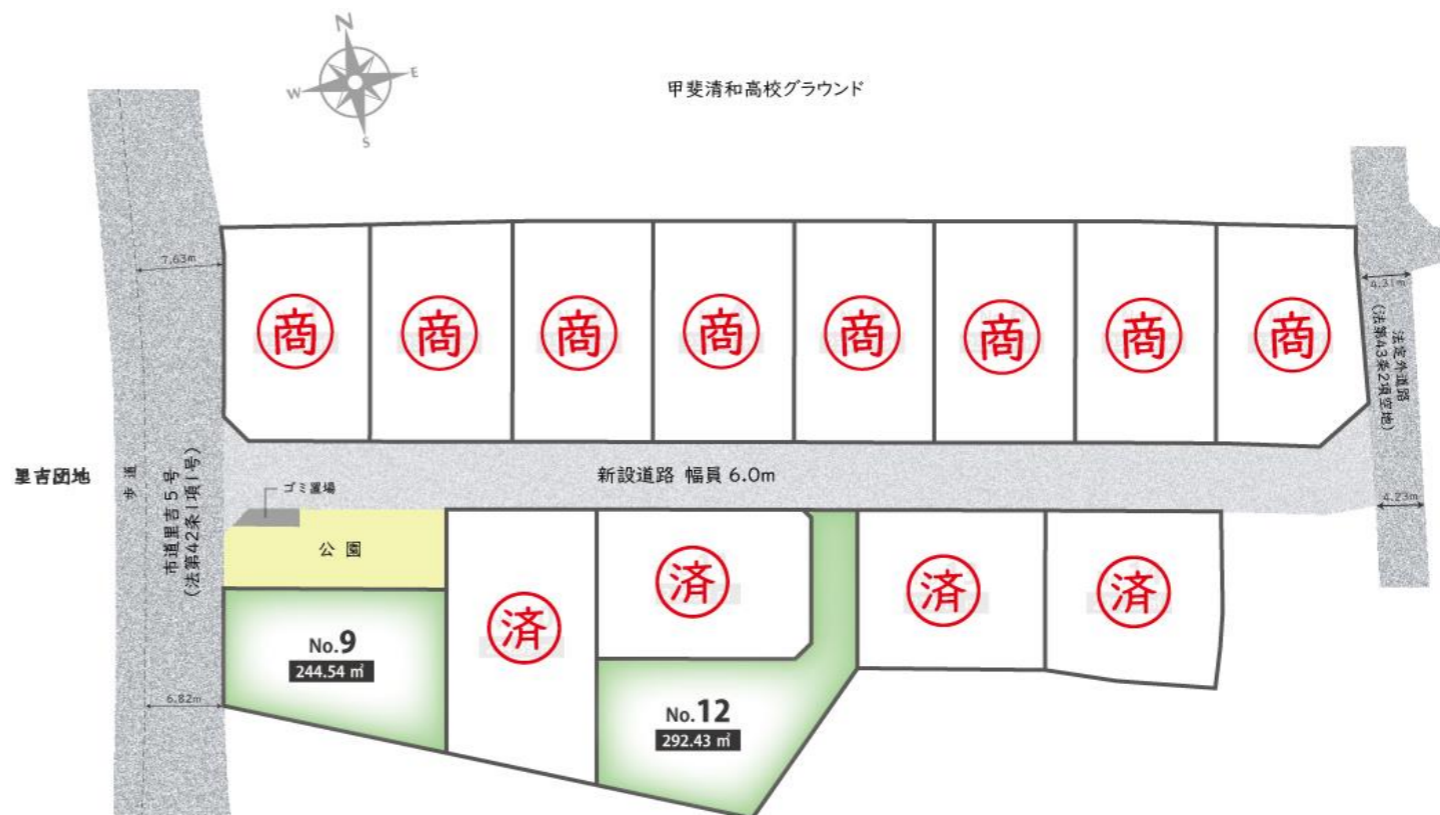 N
W
E
S
甲斐清和高校グラウンド
7.63m
4.31m
商
商
商
商
商
商
商
商
法定外道路
(法第43条2項空地)
里吉団地
歩道
市道里吉5号
(法第42条1項1号)
新設道路 幅員 6.0m
ゴミ置場
4.23m
公園
済
済
済
済
No.9
244.54 ㎡
6.82m
No.12
292.43 ㎡